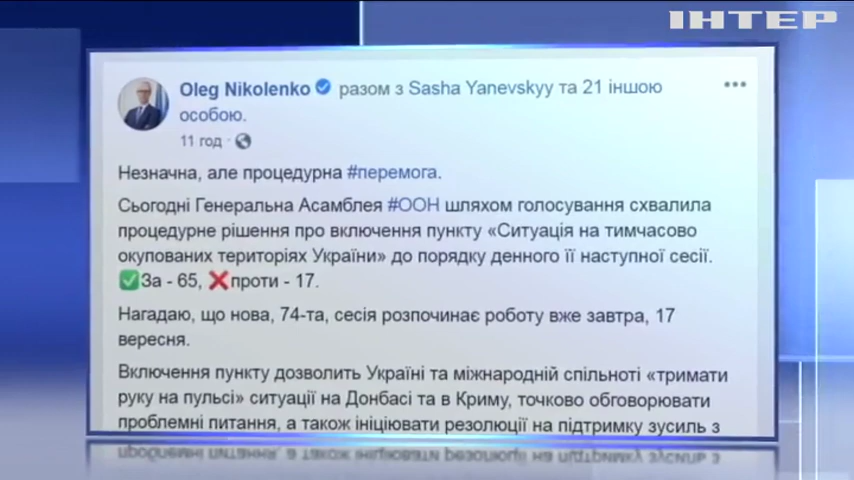 ІНТЕР
Oleg Nikolenko разом з Sasha Yanevskyy та 21 іншою
особою.
11 год ·
Незначна, але процедурна #перемога.
Сьогодні Генеральна Асамблея #ООН шляхом голосування схвалила
процедурне рішення про включення пункту «Ситуація на тимчасово
окупованих територіях України» до порядку денного її наступної сесії.
✅За - 65, ❌проти - 17.
Нагадаю, що нова, 74-та, сесія розпочинає роботу вже завтра, 17
вересня.
Включення пункту дозволить Україні та міжнародній спільноті «тримати
руку на пульсі» ситуації на Донбасі та в Криму, точково обговорювати
проблемні питання, а також ініціювати резолюції на підтримку зусиль з